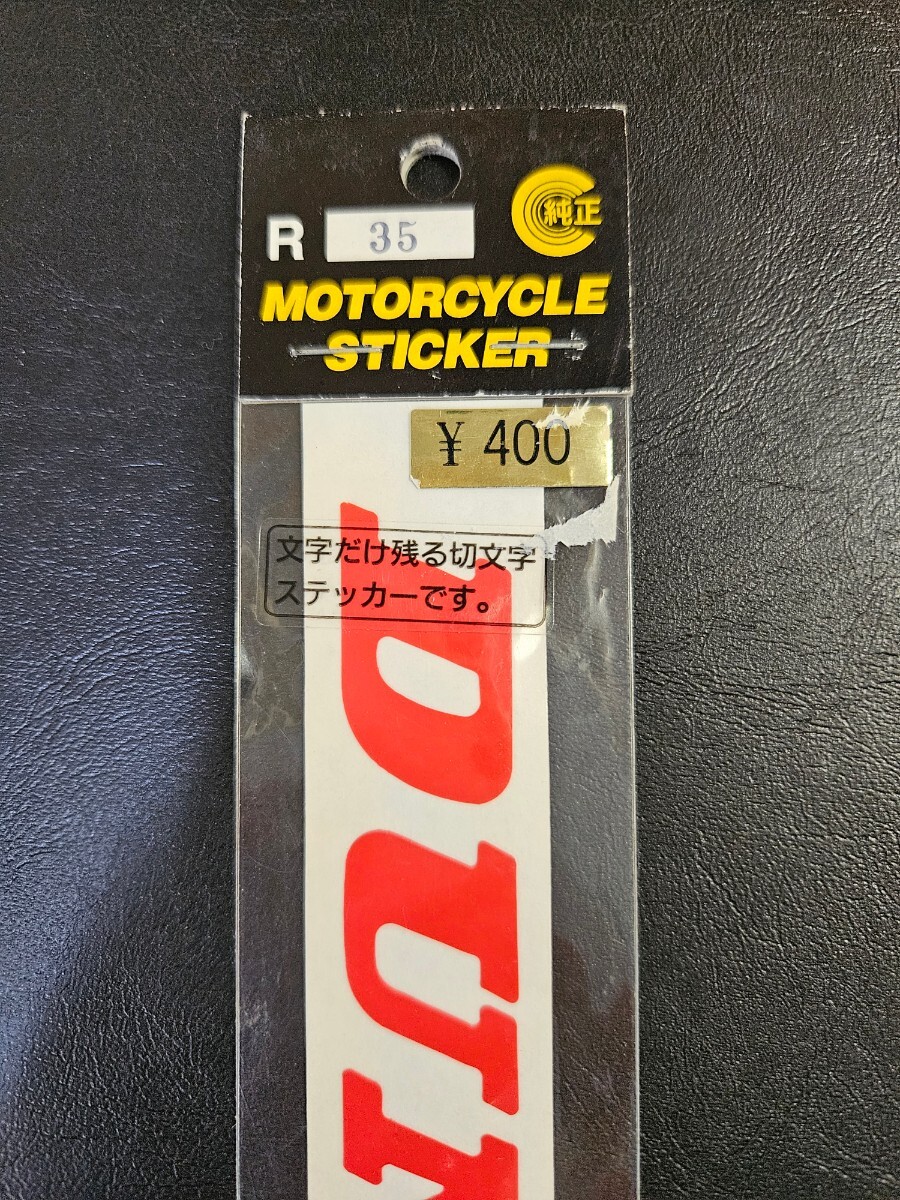 R 35
純正
MOTORCYCLE
STICKER
¥ 400
文字だけ残る切文字
ステッカーです。
DUN